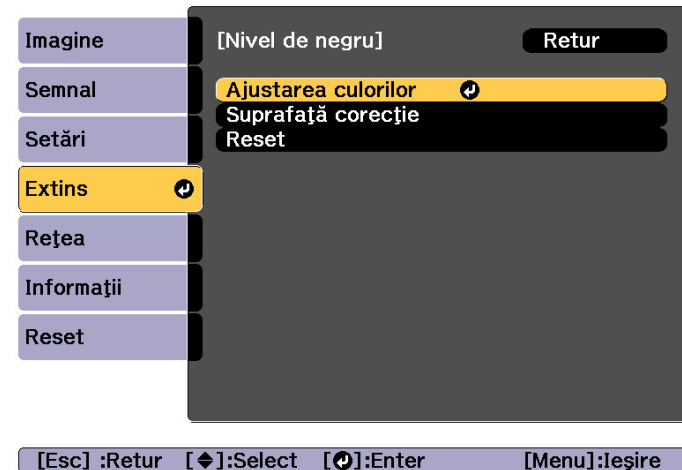 Imagine
Semnal
Setări
Extins
Reţea
Informaţii
Reset
[Nivel de negru] Retur
Ajustarea culorilor
Suprafaţă corecţie
Reset
[Esc] :Retur [◆]:Select [↵]:Enter [Menu]:Ieşire